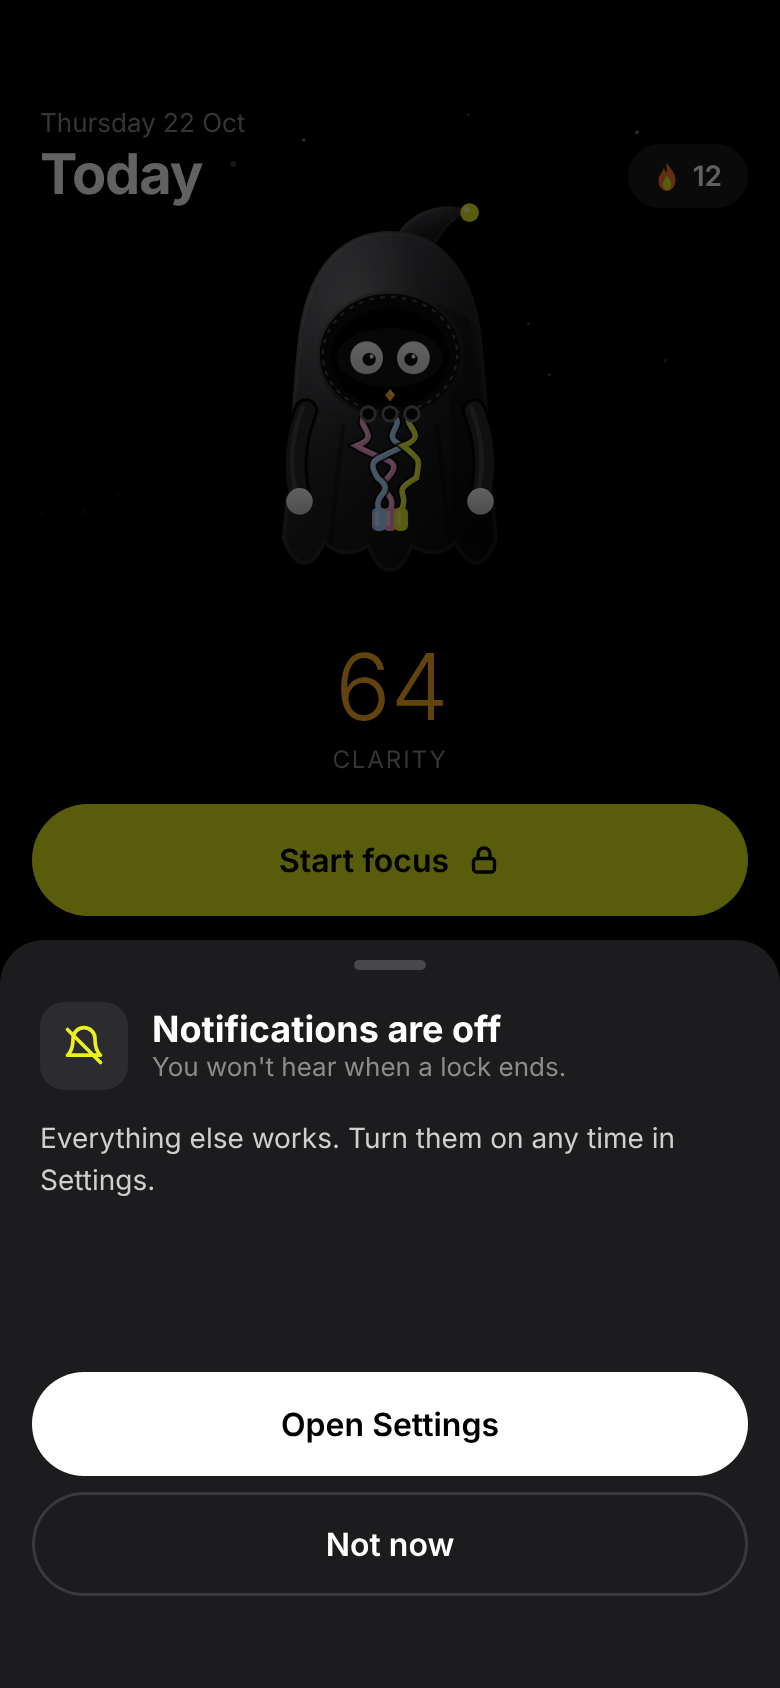 Thursday 22 Oct
Today
12
64
CLARITY
Start focus
Notifications are off
You won't hear when a lock ends.
Everything else works. Turn them on any time in
Settings.
Open Settings
Not now